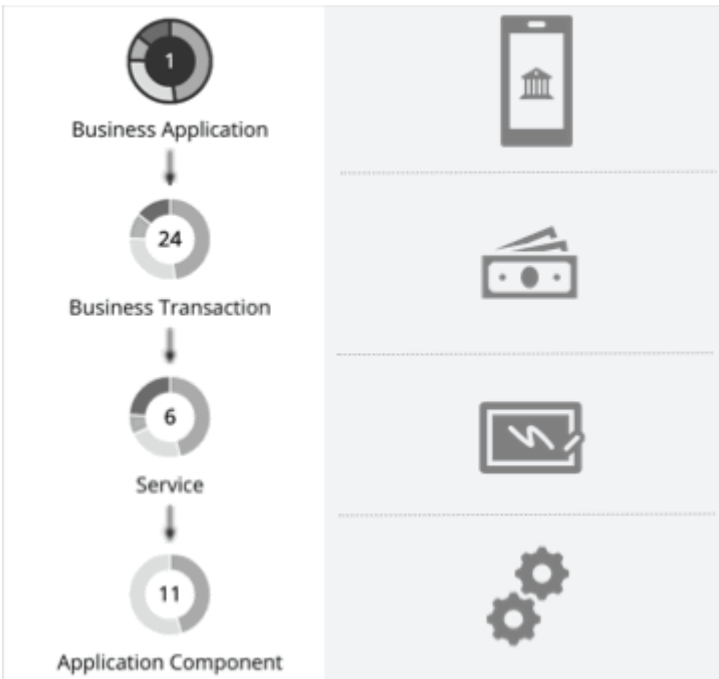 1
Business Application
24
Business Transaction
6
Service
11
Application Component